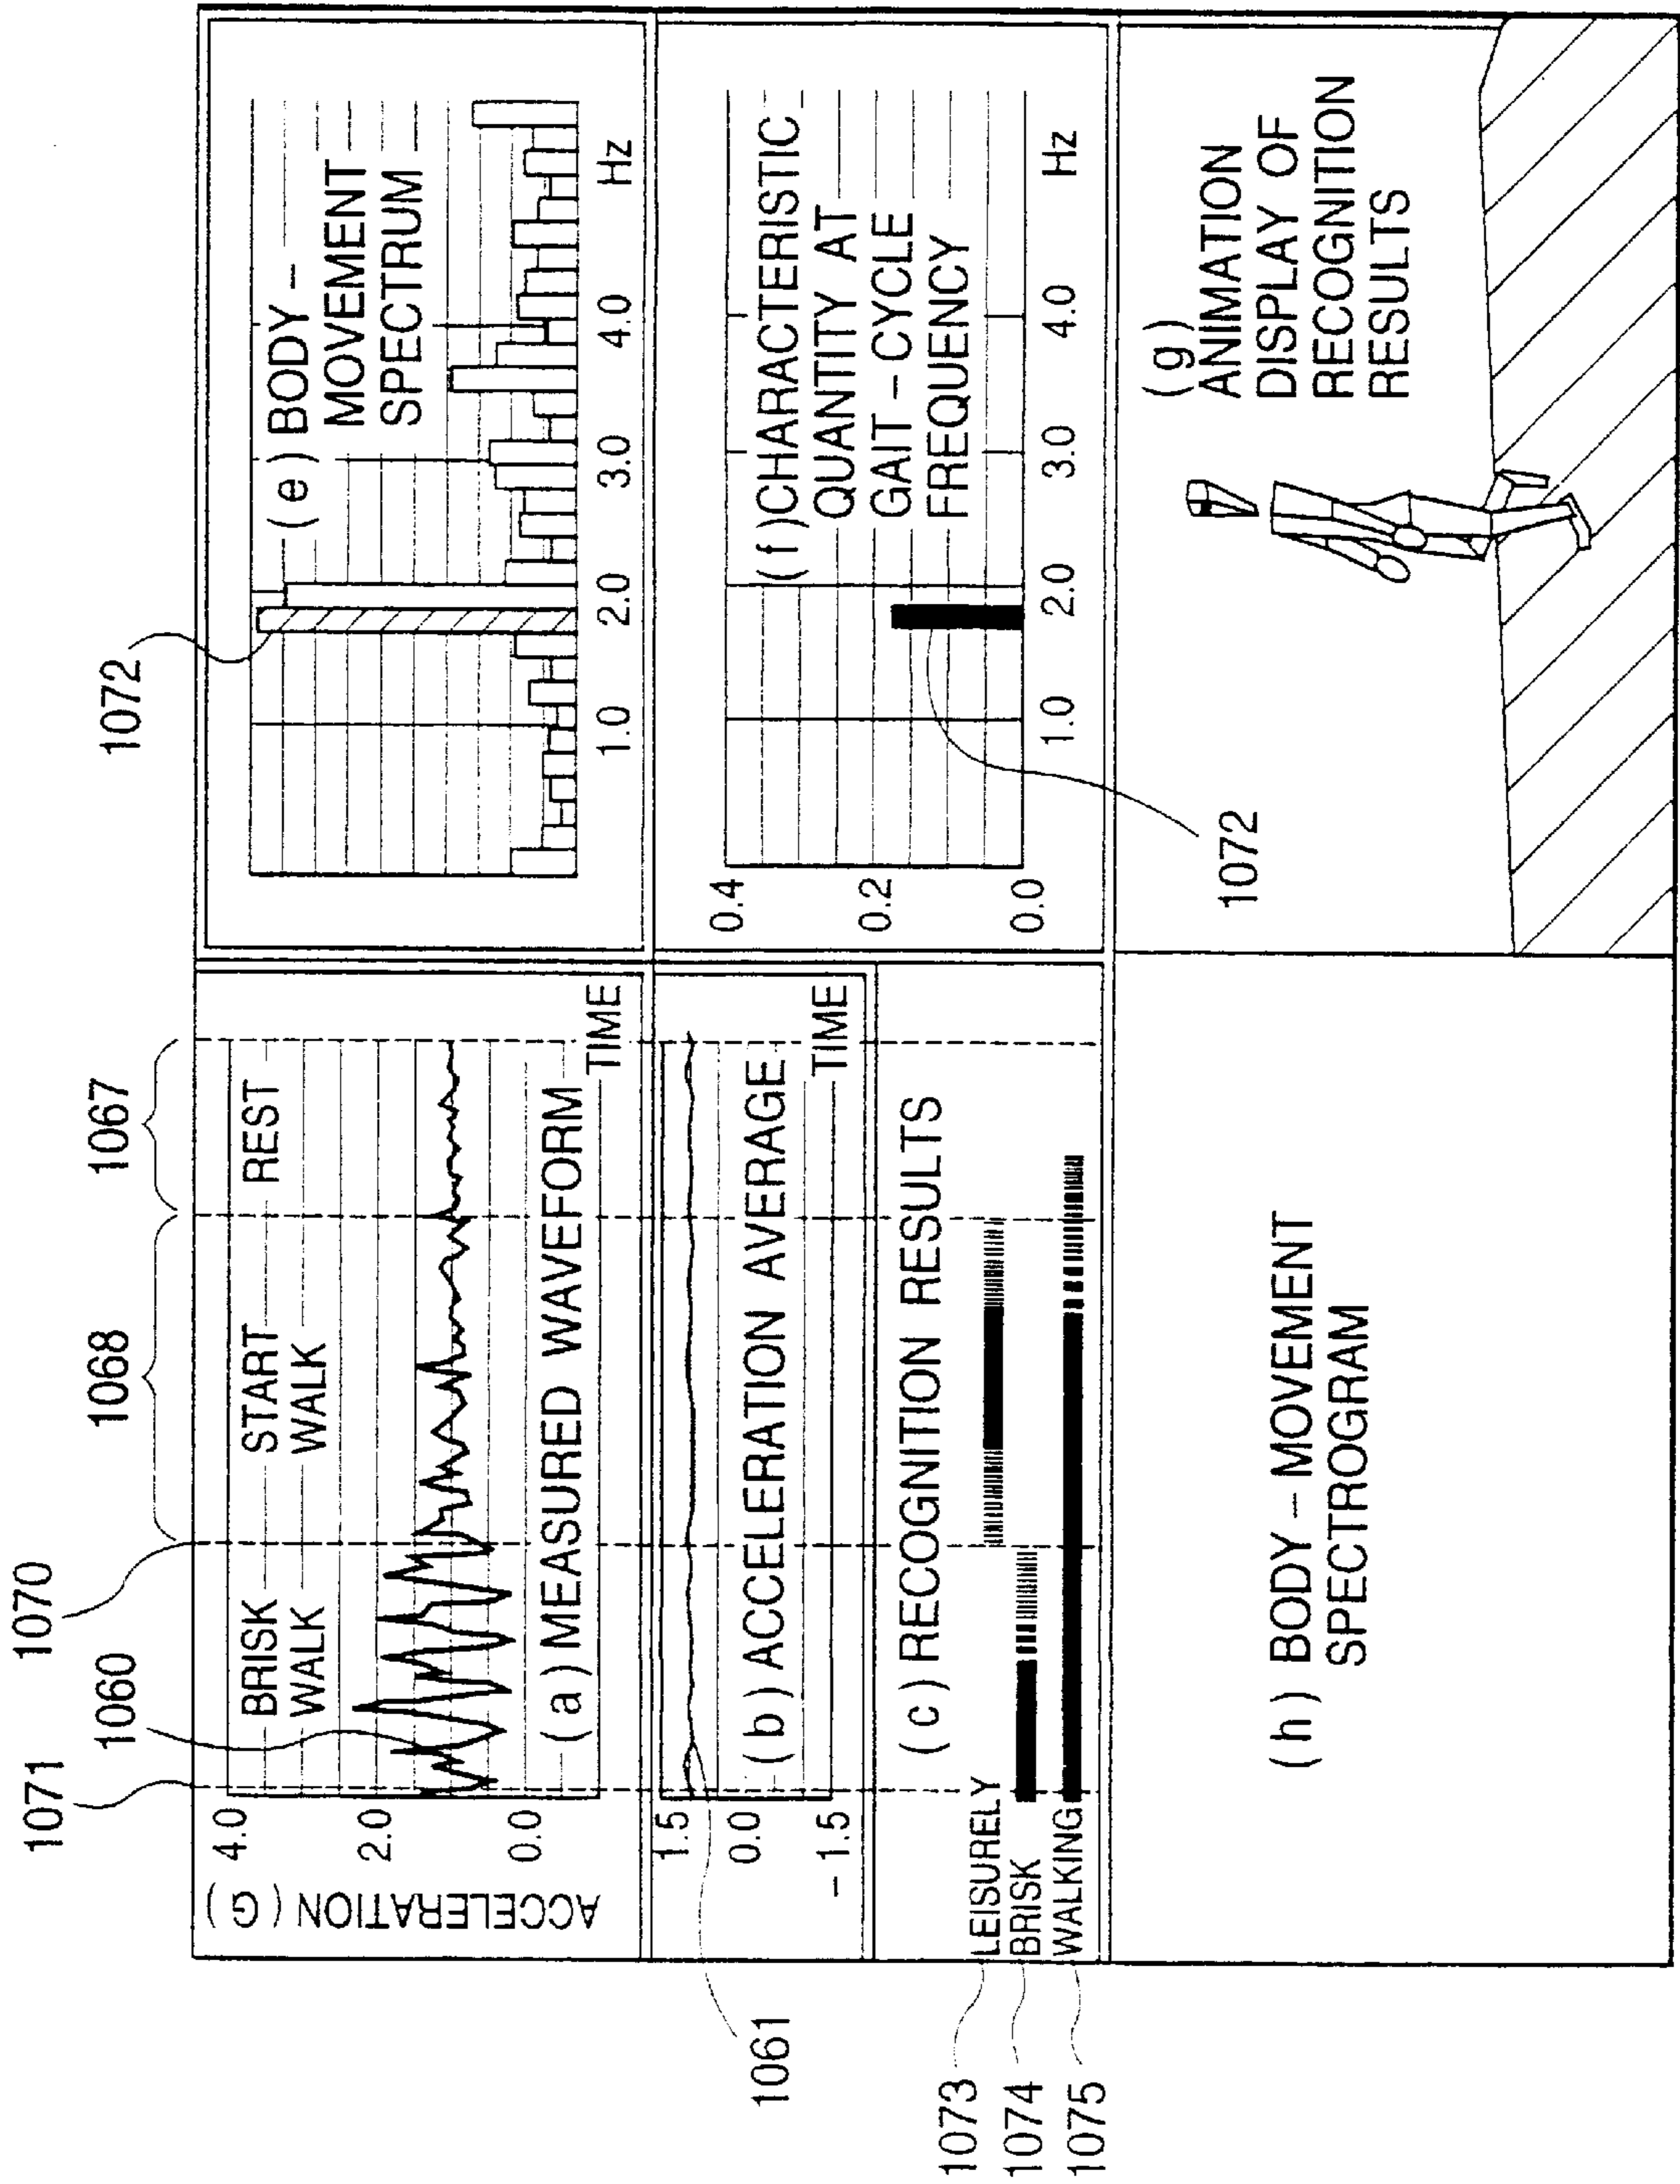 1071
1060
1070
1068
1067
ACCELERATION (G)
4.0
2.0
0.0
BRISK
WALK
START
WALK
REST
(a) MEASURED WAVEFORM
TIME
1061
1.5
0.0
-1.5
(b) ACCELERATION AVERAGE
TIME
(c) RECOGNITION RESULTS
1073
LEISURELY
1074
BRISK
1075
WALKING
(h) BODY-MOVEMENT
SPECTROGRAM
1072
(e) BODY-
MOVEMENT
SPECTRUM
1.0
2.0
3.0
4.0
Hz
0.4
0.2
0.0
(f) CHARACTERISTIC
QUANTITY AT
GAIT-CYCLE
FREQUENCY
1.0
2.0
3.0
4.0
Hz
1072
(g)
ANIMATION
DISPLAY OF
RECOGNITION
RESULTS